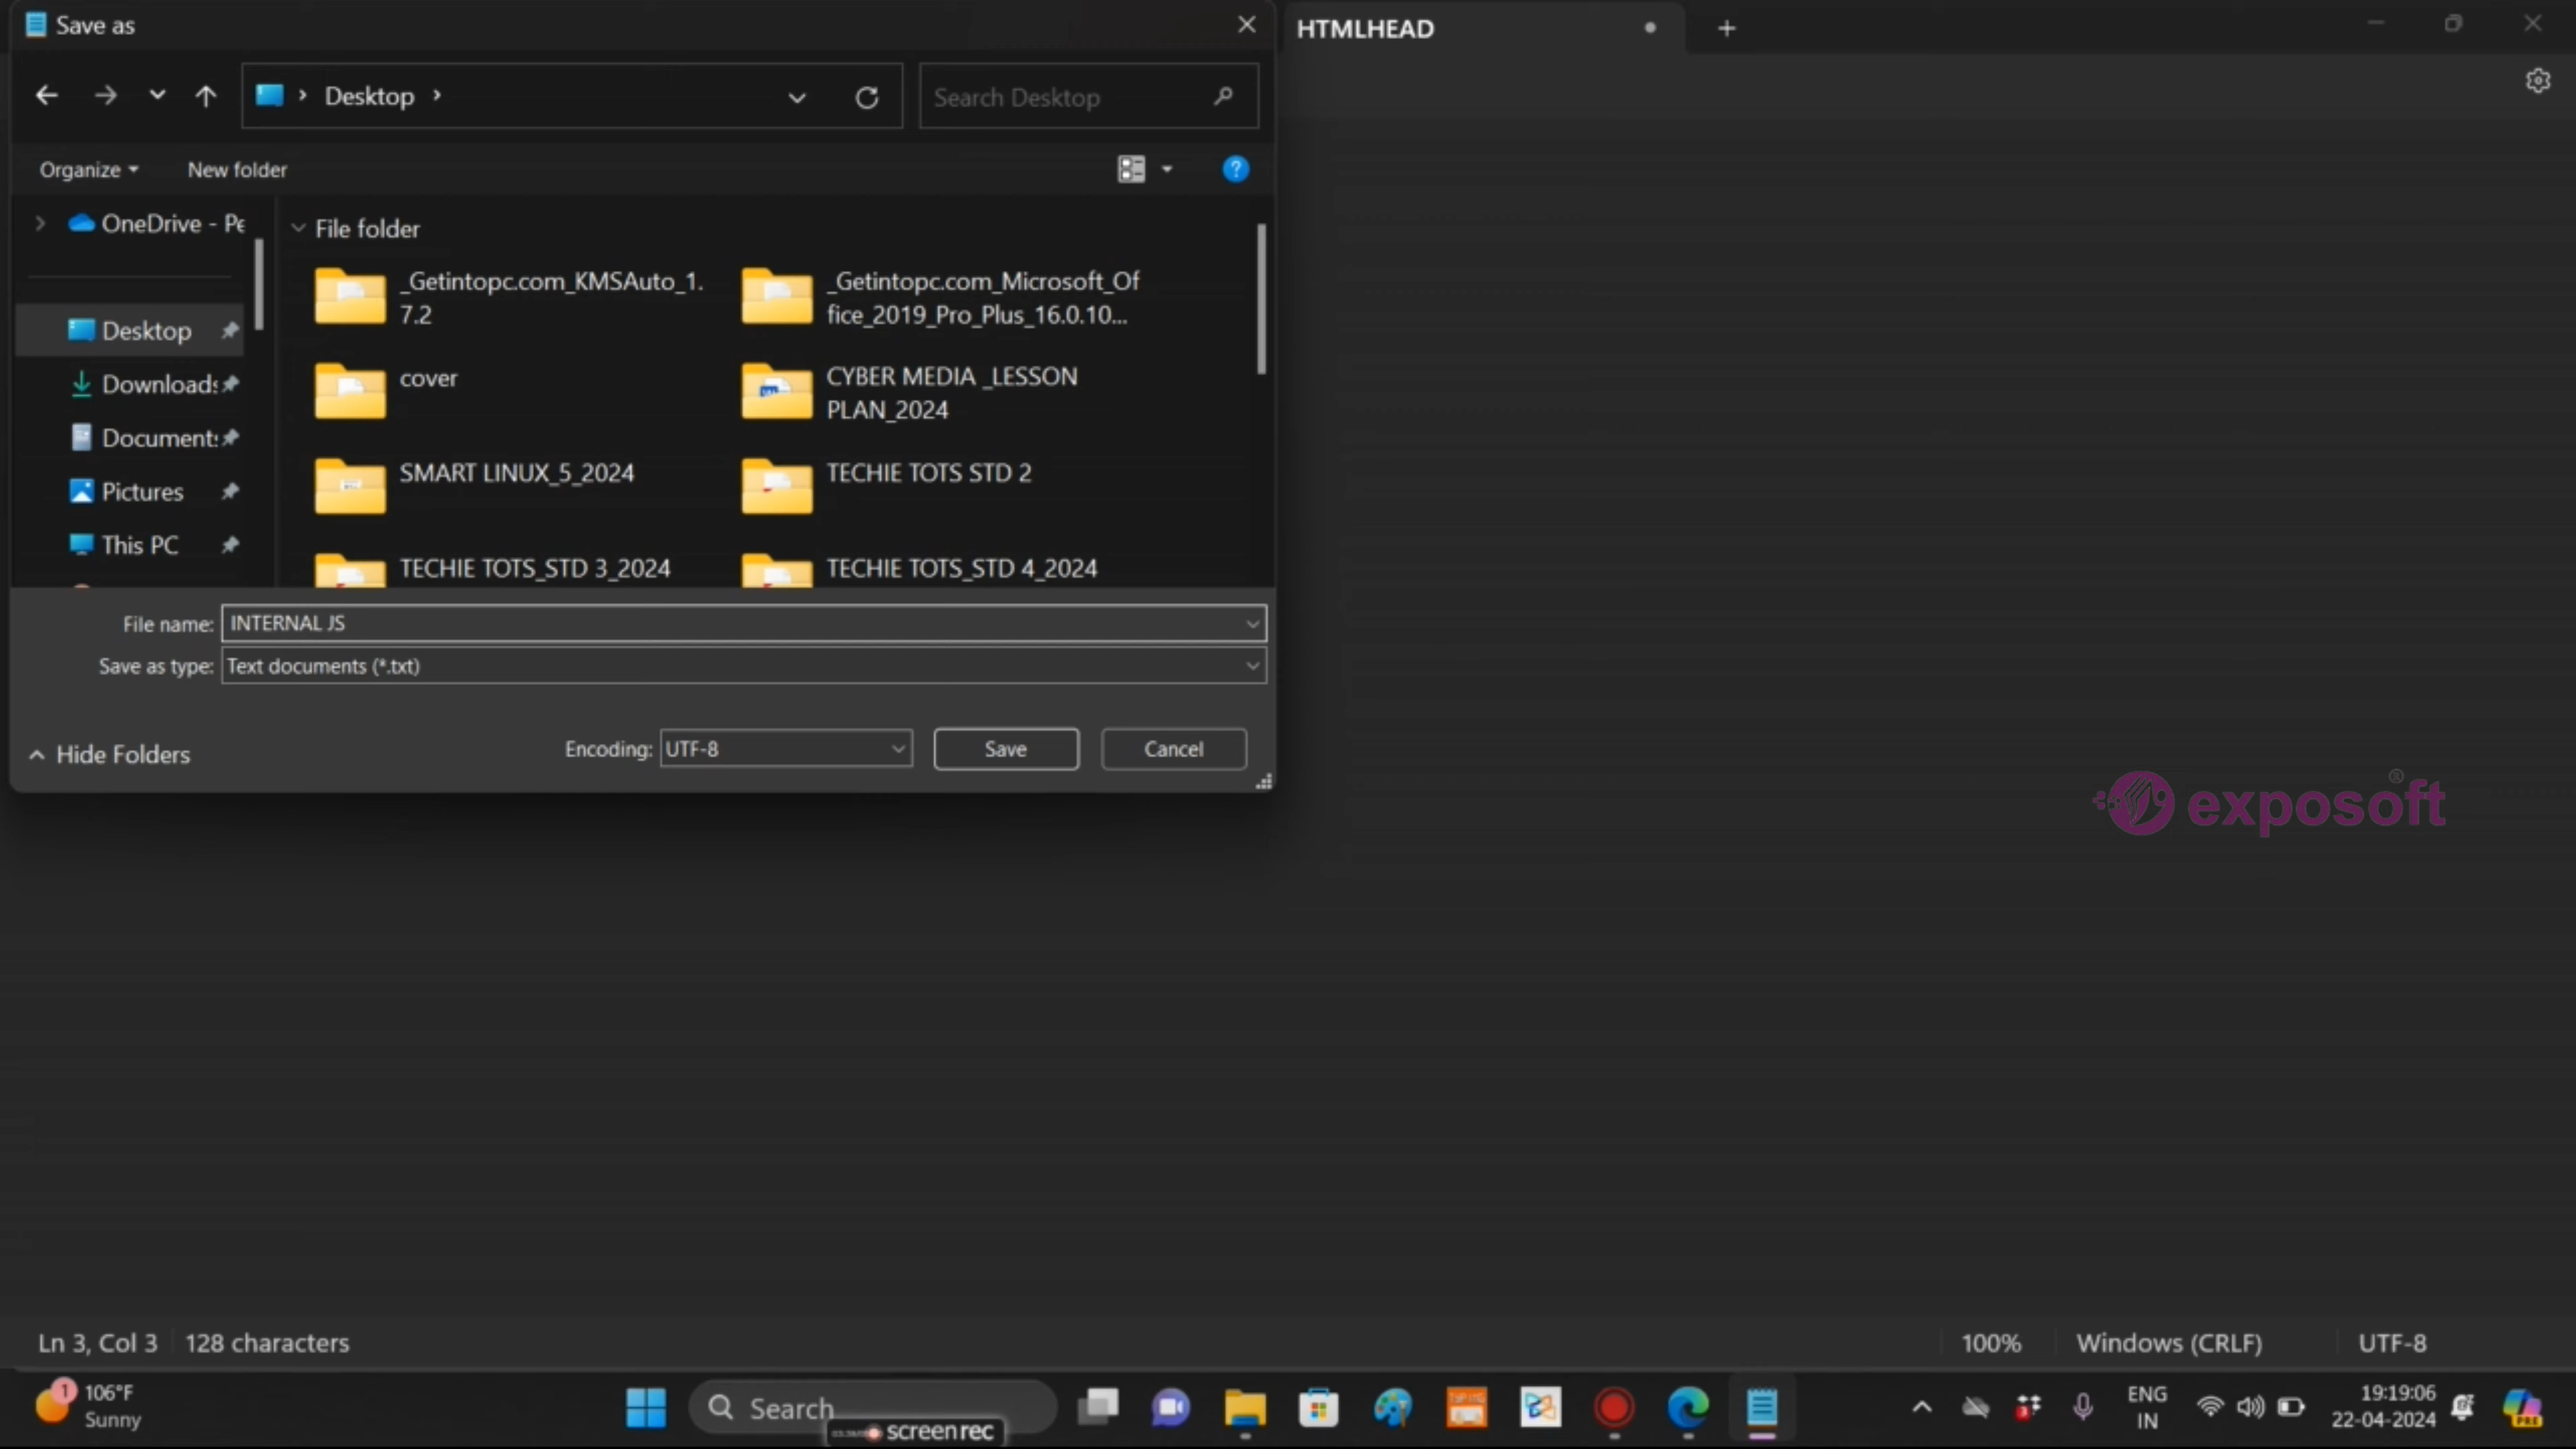 Save as
HTMLHEAD
Desktop
Search Desktop
Organize
New folder
OneDrive - Pe
File folder
_Getintopc.com_KMSAuto_1.
7.2
_Getintopc.com_Microsoft_Of
fice_2019_Pro_Plus_16.0.10...
Desktop
cover
CYBER MEDIA _LESSON
PLAN_2024
Downloads
Documents
SMART LINUX_5_2024
TECHIE TOTS STD 2
Pictures
This PC
TECHIE TOTS_STD 3_2024
TECHIE TOTS_STD 4_2024
File name: INTERNAL JS
Save as type: Text documents (*.txt)
Hide Folders
Encoding: UTF-8
Save
Cancel
exposoft®
Ln 3, Col 3
128 characters
100%
Windows (CRLF)
UTF-8
1
106°F
Sunny
Search
screenrec
ENG
IN
19:19:06
22-04-2024
PRE